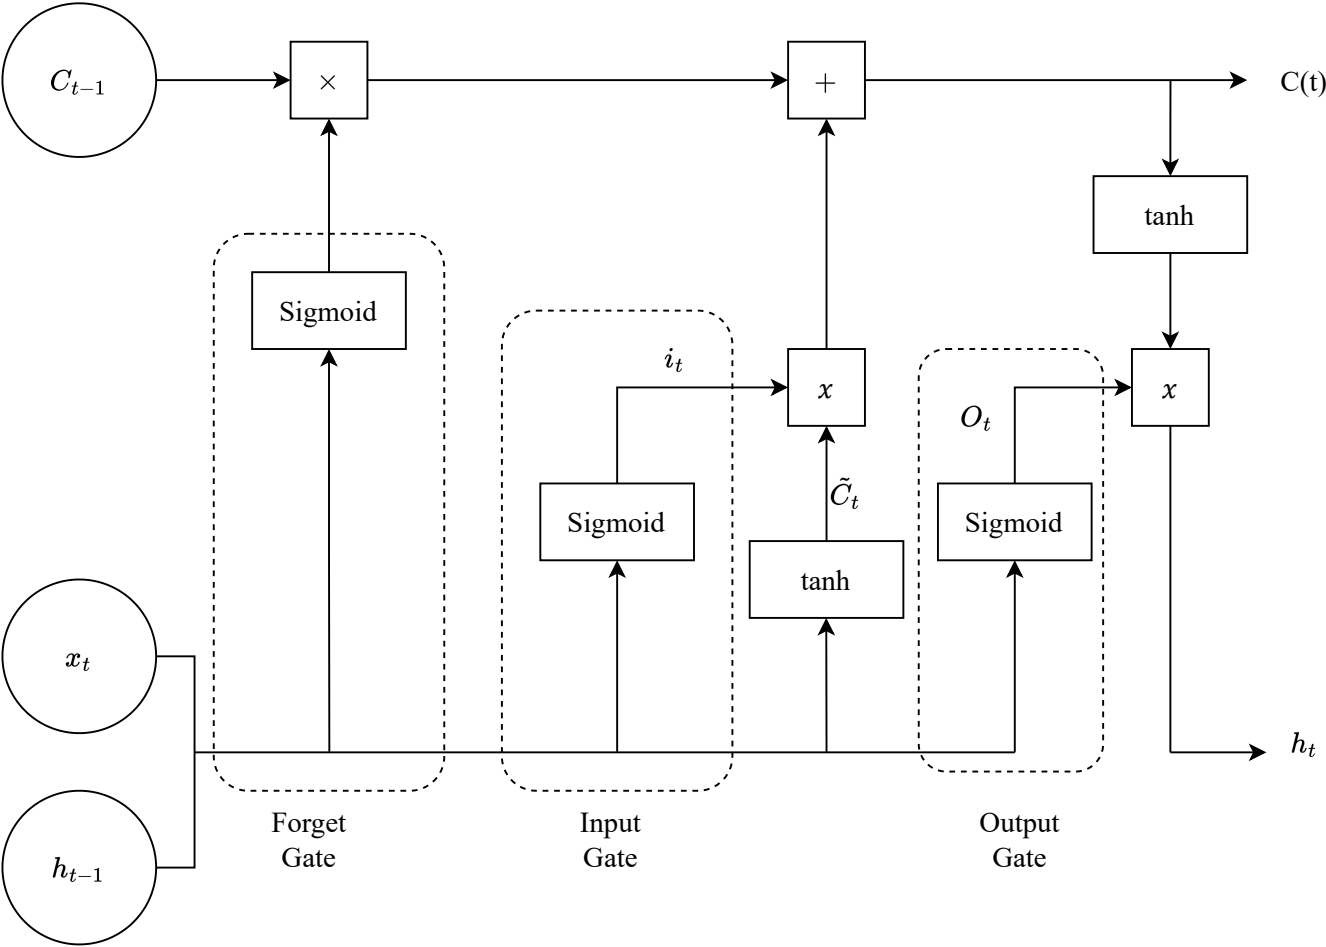 C_{t-1}
×
+
C(t)
tanh
Sigmoid
i_t
x
O_t
x
C̃_t
Sigmoid
Sigmoid
tanh
x_t
h_t
Forget
Gate
Input
Gate
Output
Gate
h_{t-1}